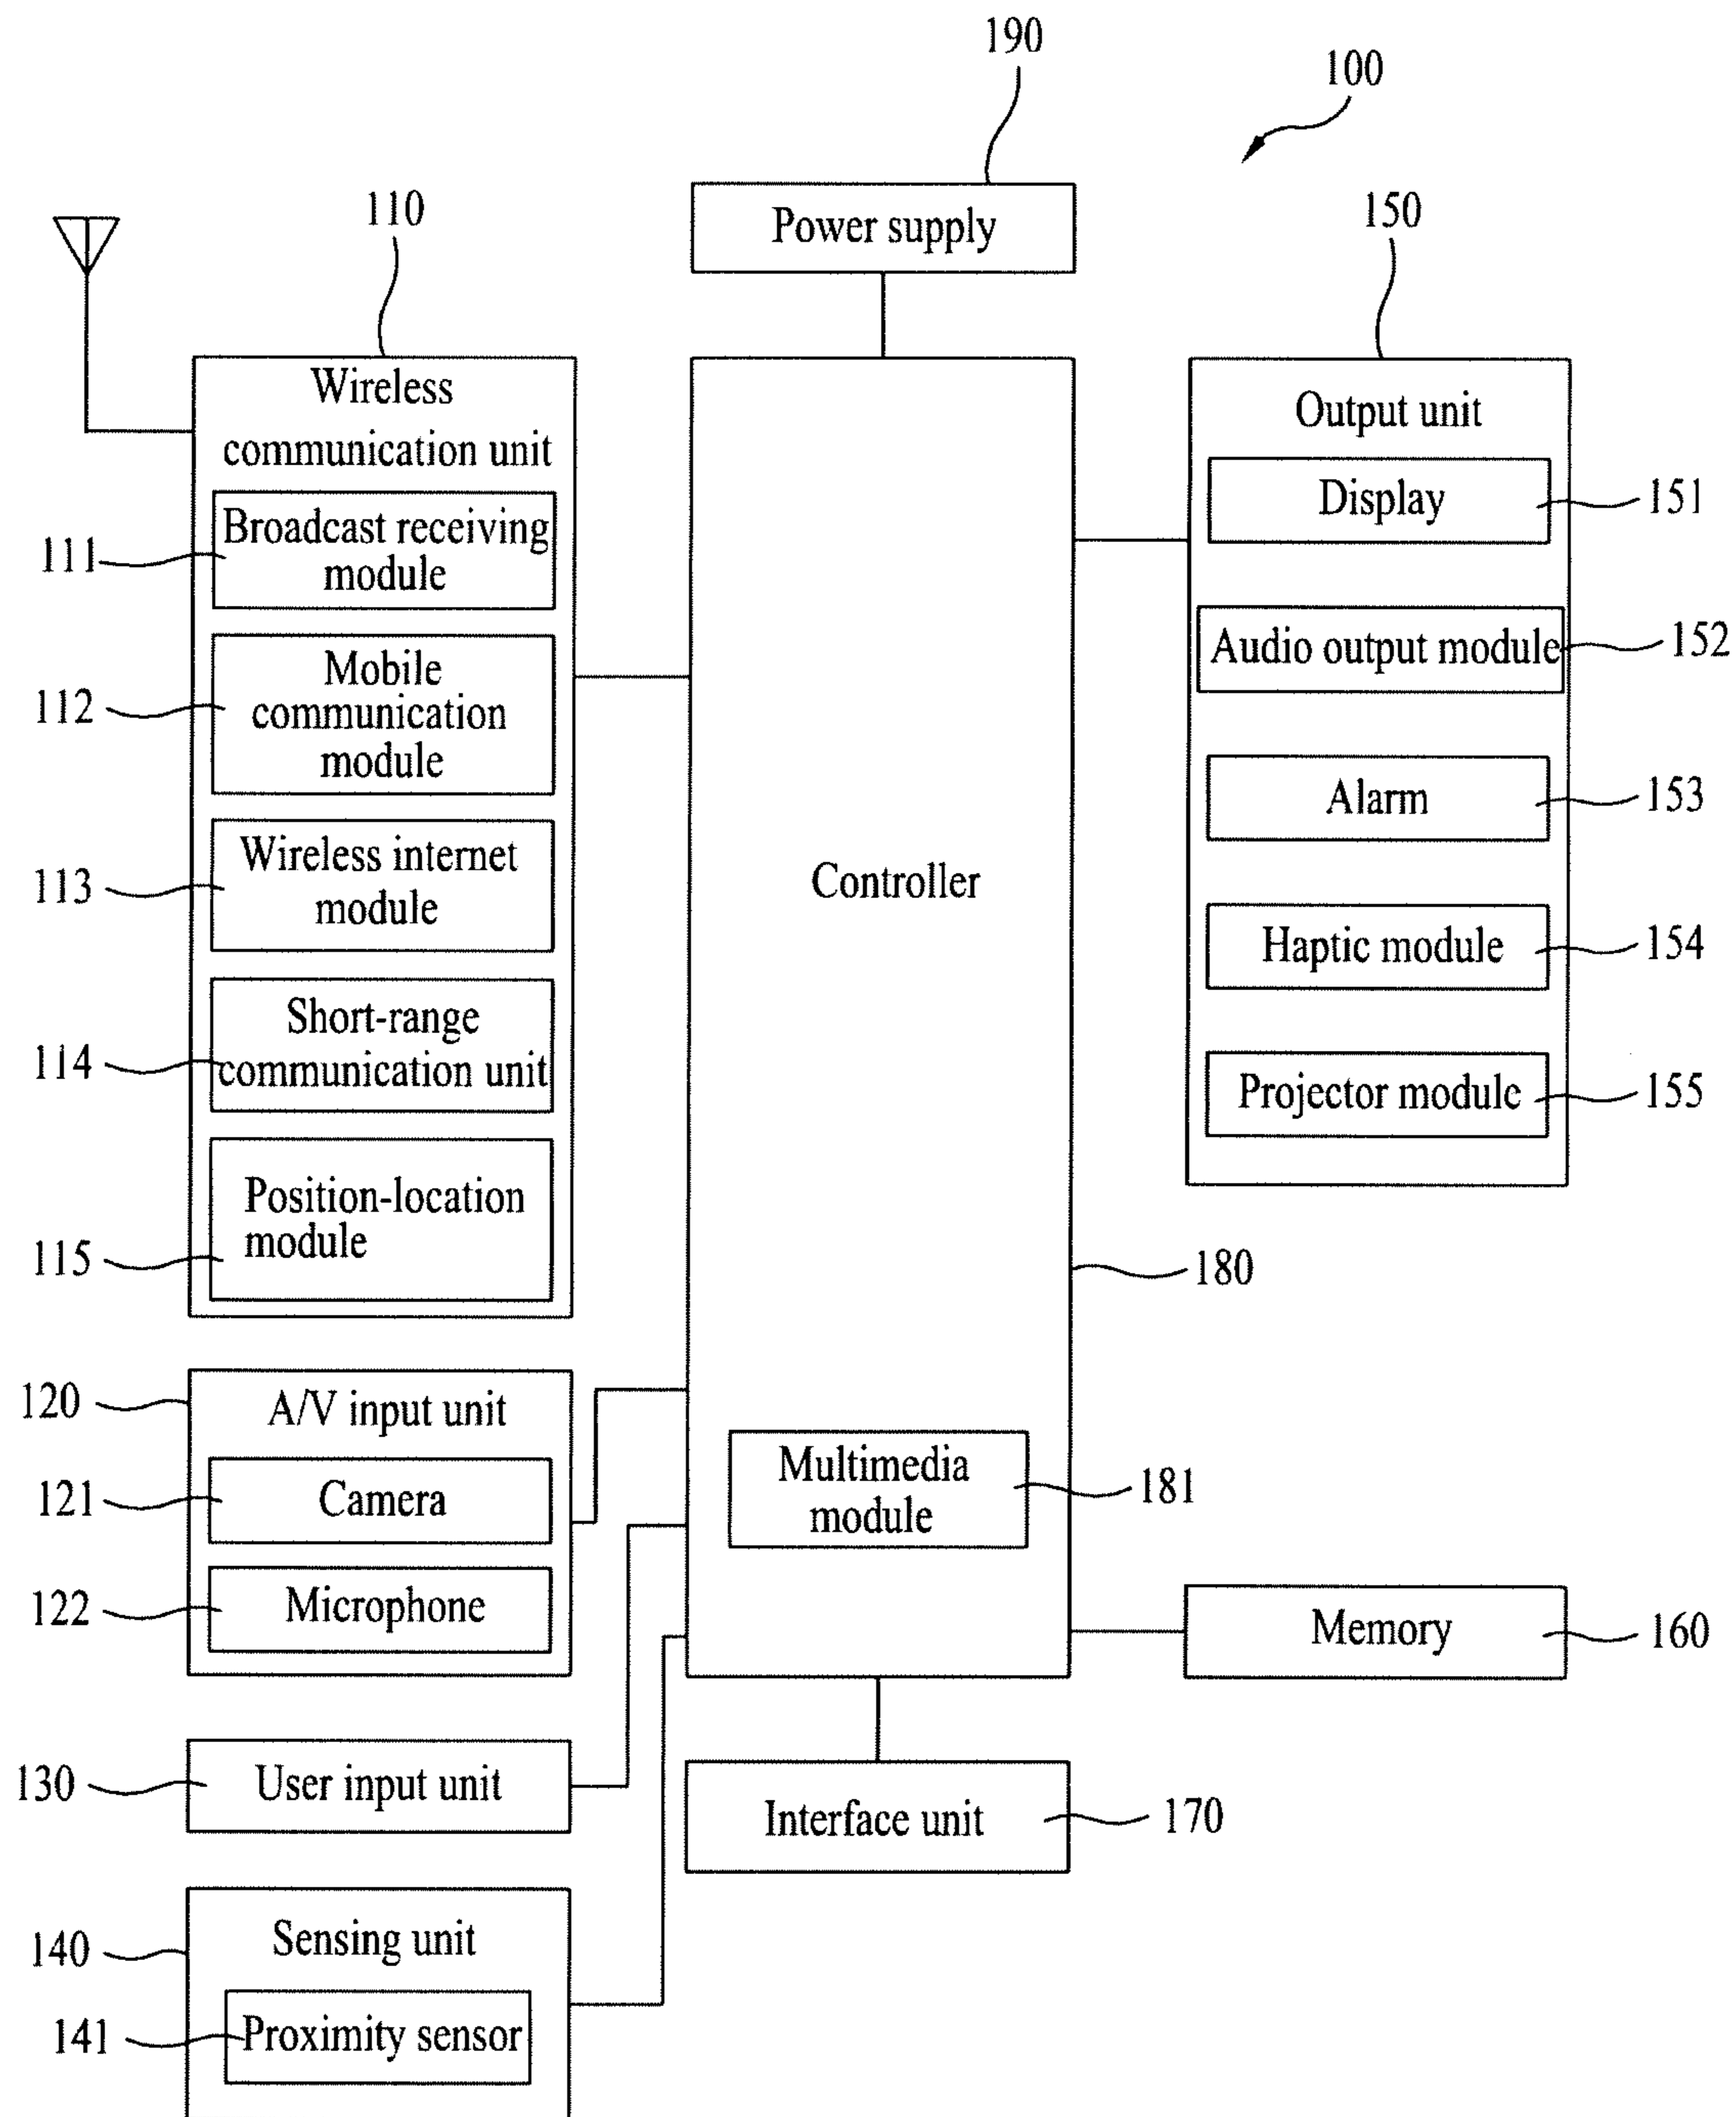 190
100
110
Power supply
150
Wireless
communication unit
Output unit
Display
151
111
Broadcast receiving
module
Audio output module
152
112
Mobile
communication
module
Alarm
153
113
Wireless internet
module
Controller
Haptic module
154
114
Short-range
communication unit
Projector module
155
115
Position-location
module
180
120
A/V input unit
121
Camera
Multimedia
module
181
122
Microphone
Memory
160
130
User input unit
Interface unit
170
140
Sensing unit
141
Proximity sensor